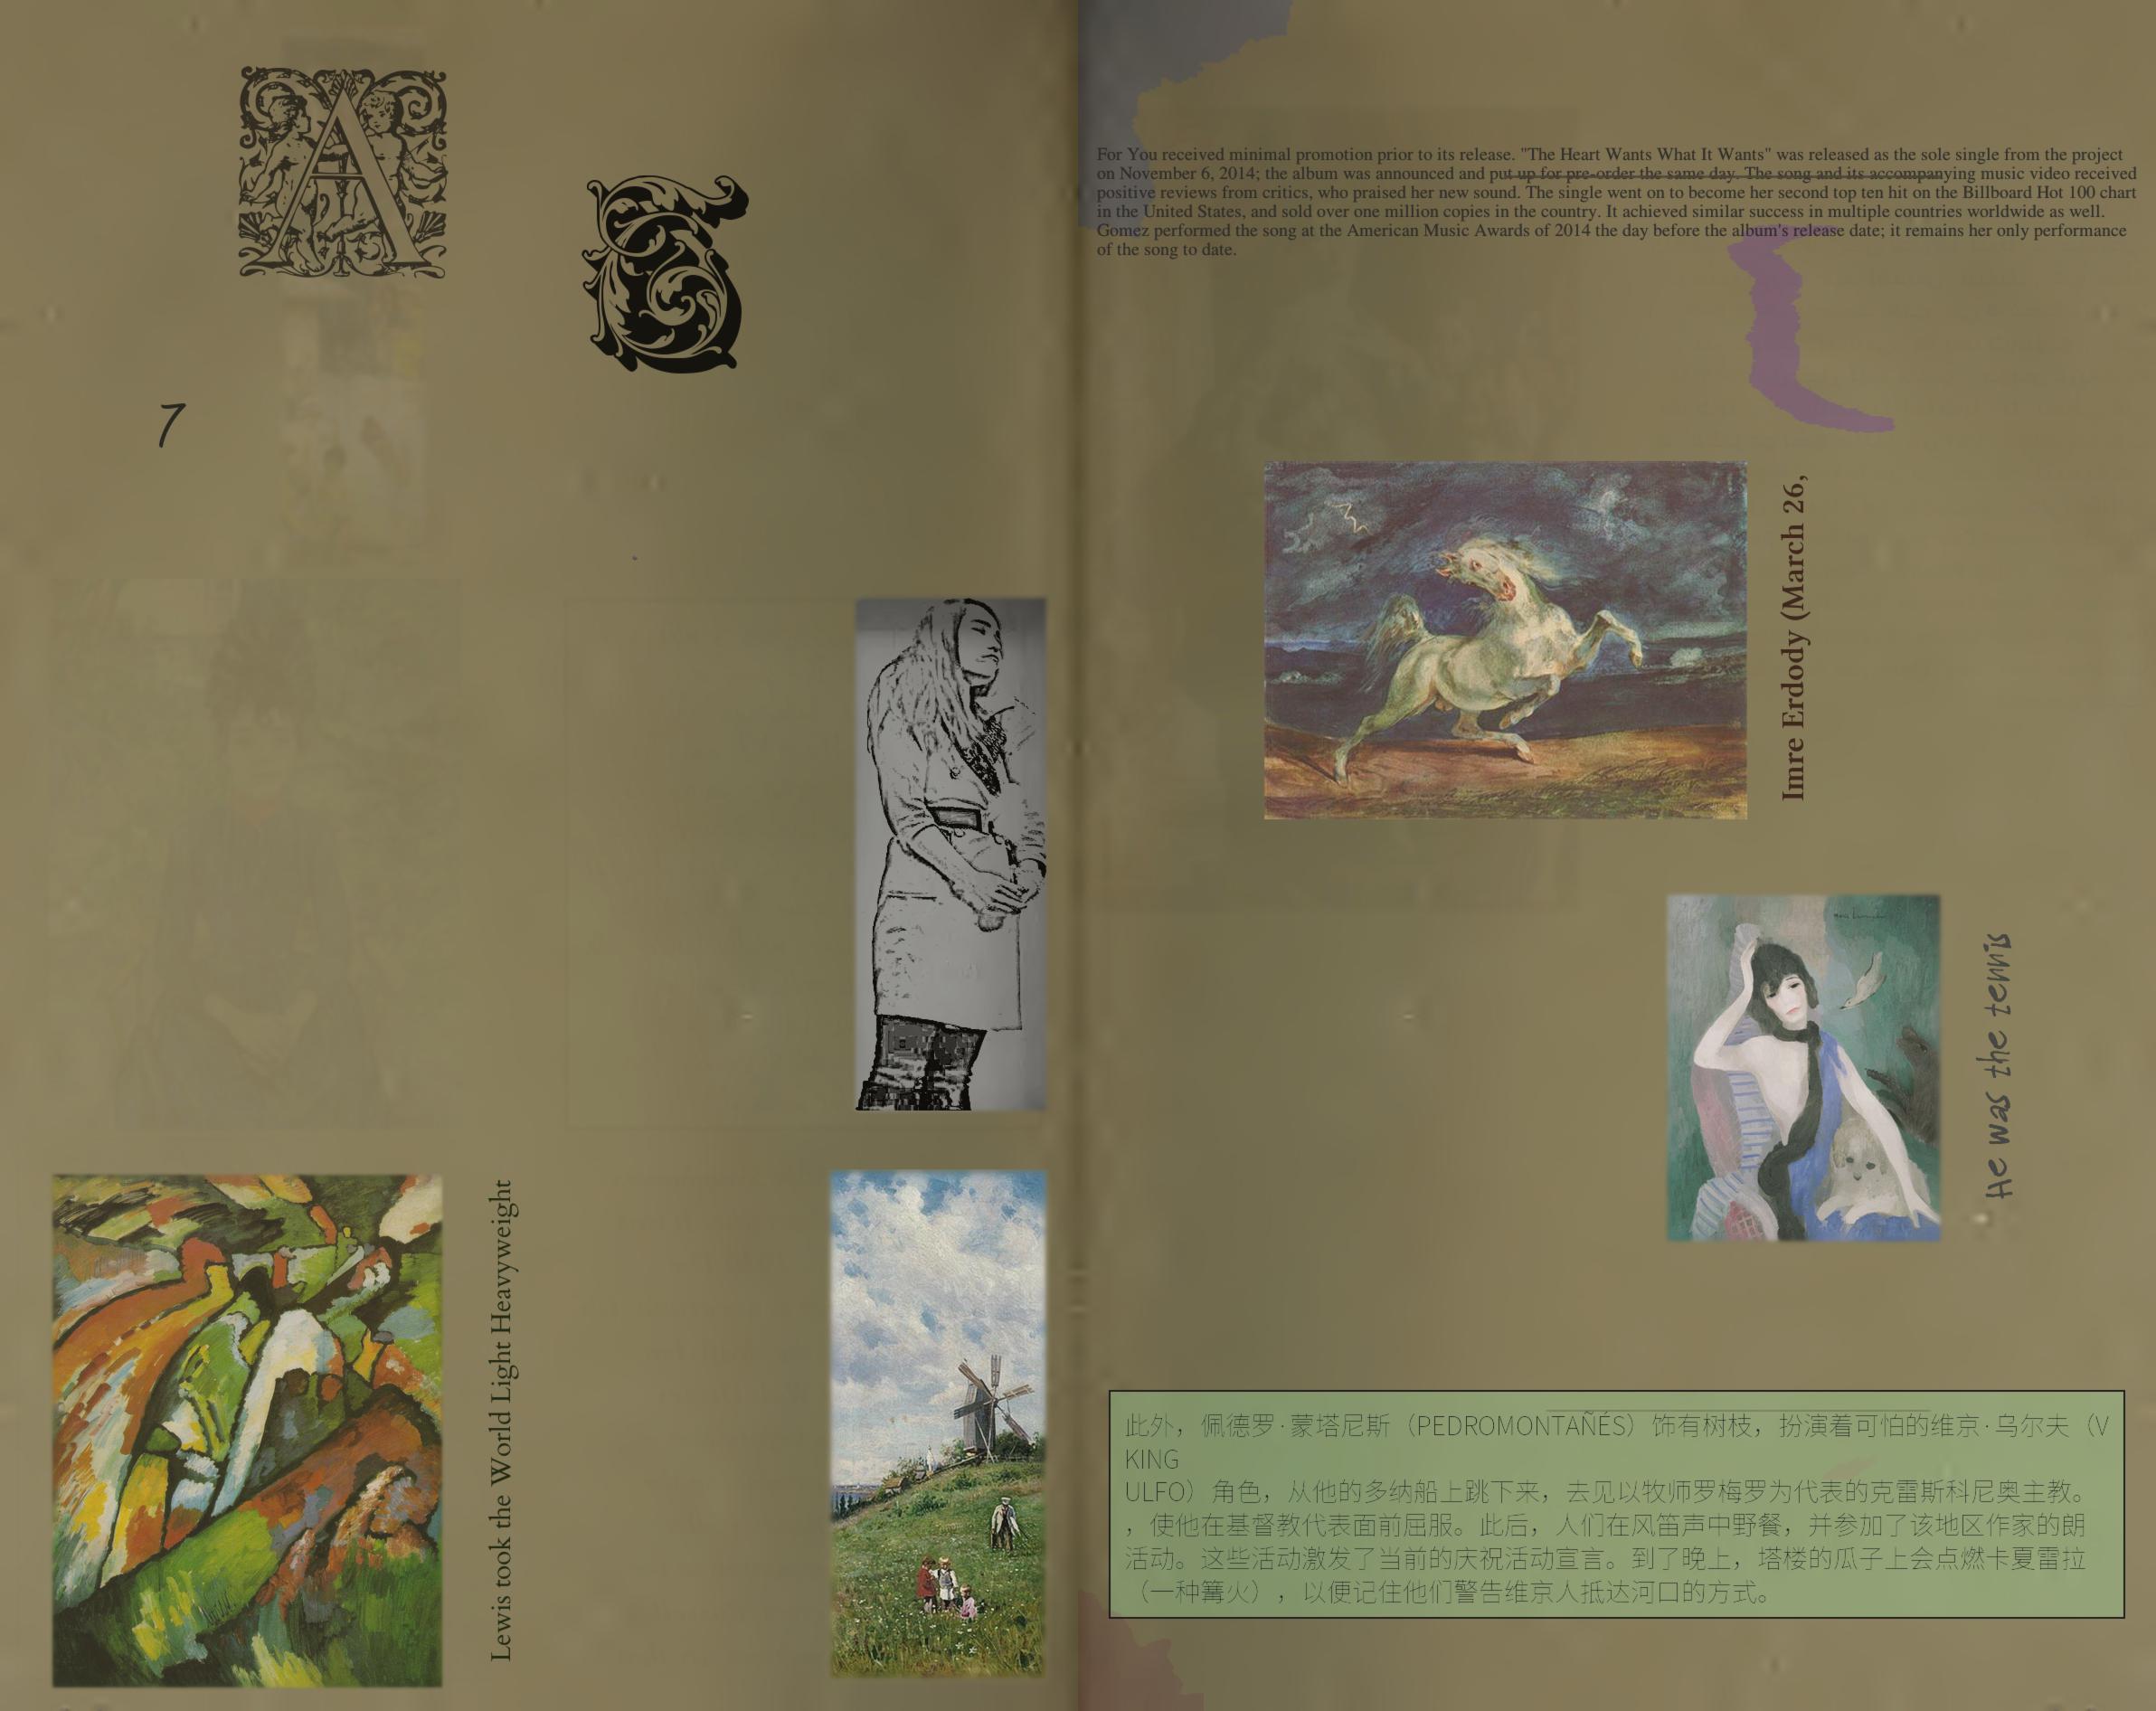 A
7
Lewis took the World Light Heavyweight
For You received minimal promotion prior to its release. "The Heart Wants What It Wants" was released as the sole single from the project
on November 6, 2014; the album was announced and put up for pre-order the same day. The song and its accompanying music video received
positive reviews from critics, who praised her new sound. The single went on to become her second top ten hit on the Billboard Hot 100 chart
in the United States, and sold over one million copies in the country. It achieved similar success in multiple countries worldwide as well.
Gomez performed the song at the American Music Awards of 2014 the day before the album's release date; it remains her only performance
of the song to date.
Imre Erdody (March 26,
He was the tennis
此外，佩德罗·蒙塔尼斯（PEDROMONTAÑÉS）饰有树枝，扮演着可怕的维京·乌尔夫（V
KING
ULFO）角色，从他的多纳船上跳下来，去见以牧师罗梅罗为代表的克雷斯科尼奥主教。
，使他在基督教代表面前屈服。此后，人们在风笛声中野餐，并参加了该地区作家的朗
活动。这些活动激发了当前的庆祝活动宣言。到了晚上，塔楼的瓜子上会点燃卡夏雷拉
（一种篝火），以便记住他们警告维京人抵达河口的方式。